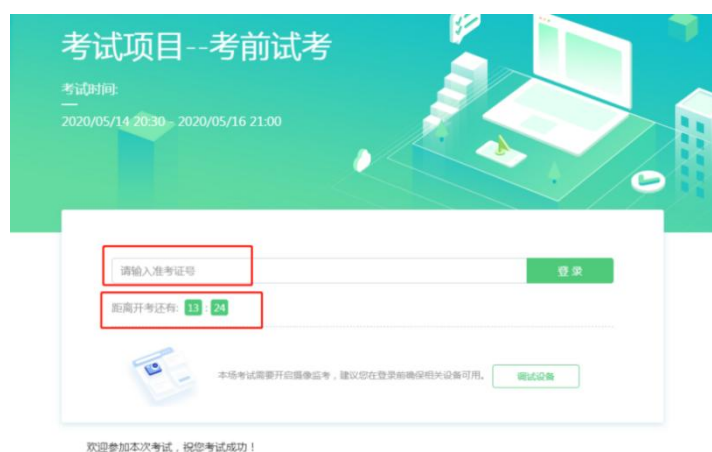 考试项目--考前试考
考试时间:
2020/05/14 20:30 - 2020/05/16 21:00
请输入准考证号
登 录
距离开考还有: 13 : 24
本场考试需要开启摄像监考，建议您在登录前确保相关设备可用。
调试设备
欢迎参加本次考试，祝您考试成功！